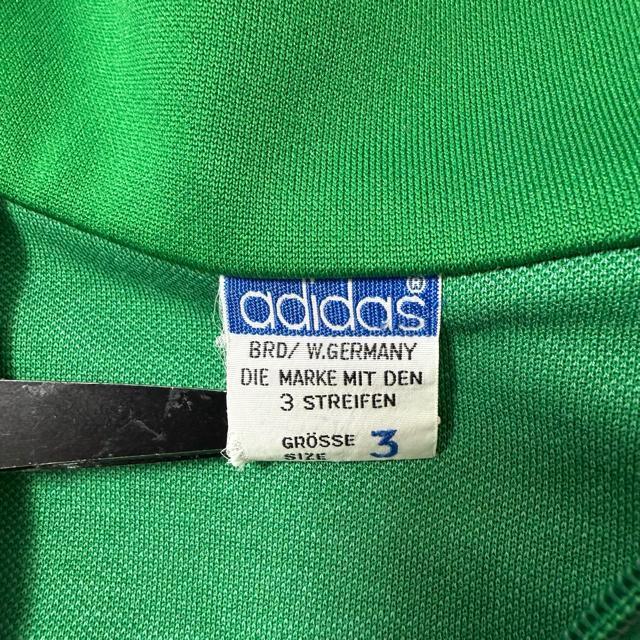 adidas®
BRD/ W.GERMANY
DIE MARKE MIT DEN
3 STREIFEN
GRÖSSE 3
SIZE